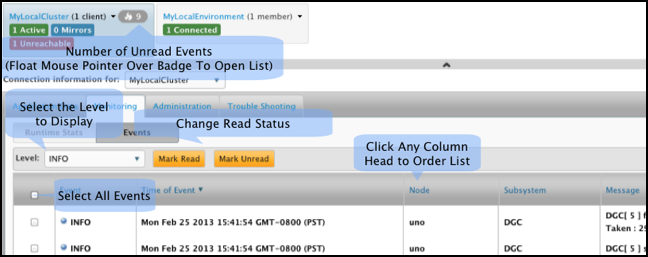 MyLocalCluster (1 client) 9
MyLocalEnvironment (1 member)
1 Active 0 Mirrors
1 Connected
1 Unreachable
Number of Unread Events
(Float Mouse Pointer Over Badge To Open List)
Connection information for: MyLocalCluster
Select the Level
to Display
Administration
Trouble Shooting
Runtime Stats
Events
Change Read Status
Level: INFO
Mark Read
Mark Unread
Click Any Column
Head to Order List
Select All Events
Event
Time of Event
Node
Subsystem
Message
INFO Mon Feb 25 2013 15:41:54 GMT-0800 (PST) uno DGC DGC[ 5 ] f
Taken : 29
INFO Mon Feb 25 2013 15:41:54 GMT-0800 (PST) uno DGC DGC[ 5 ] s